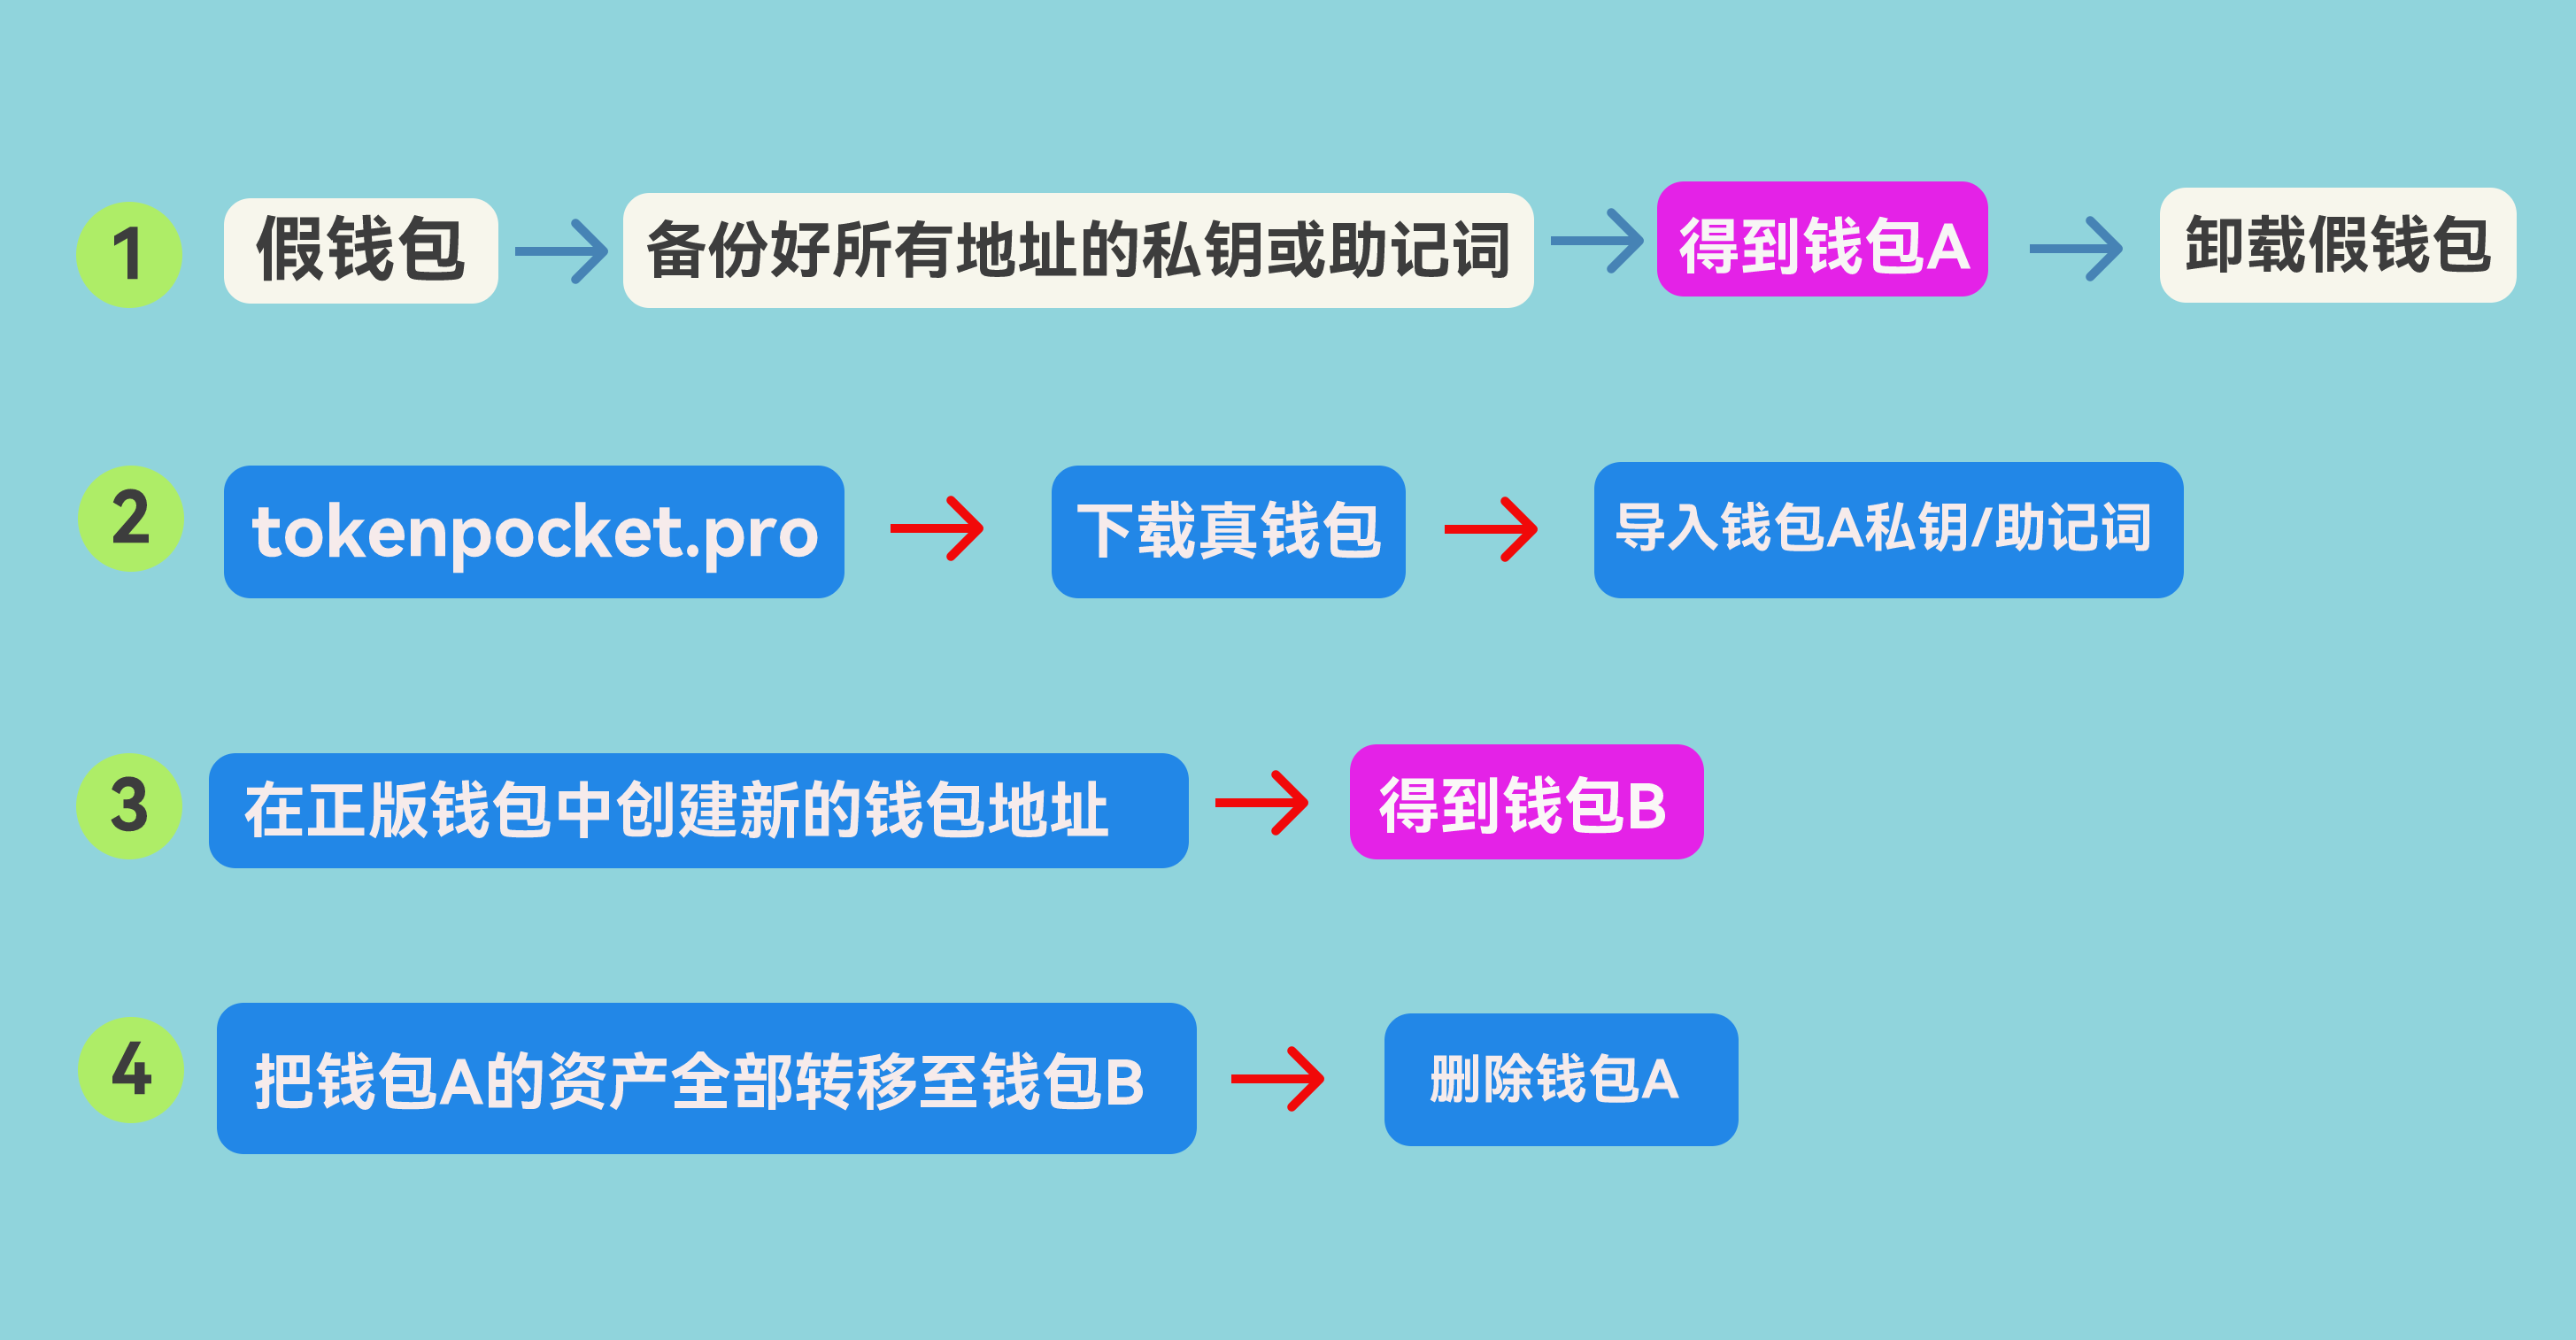 1
假钱包
备份好所有地址的私钥或助记词
得到钱包A
卸载假钱包
2
tokenpocket.pro
下载真钱包
导入钱包A私钥/助记词
3
在正版钱包中创建新的钱包地址
得到钱包B
4
把钱包A的资产全部转移至钱包B
删除钱包A